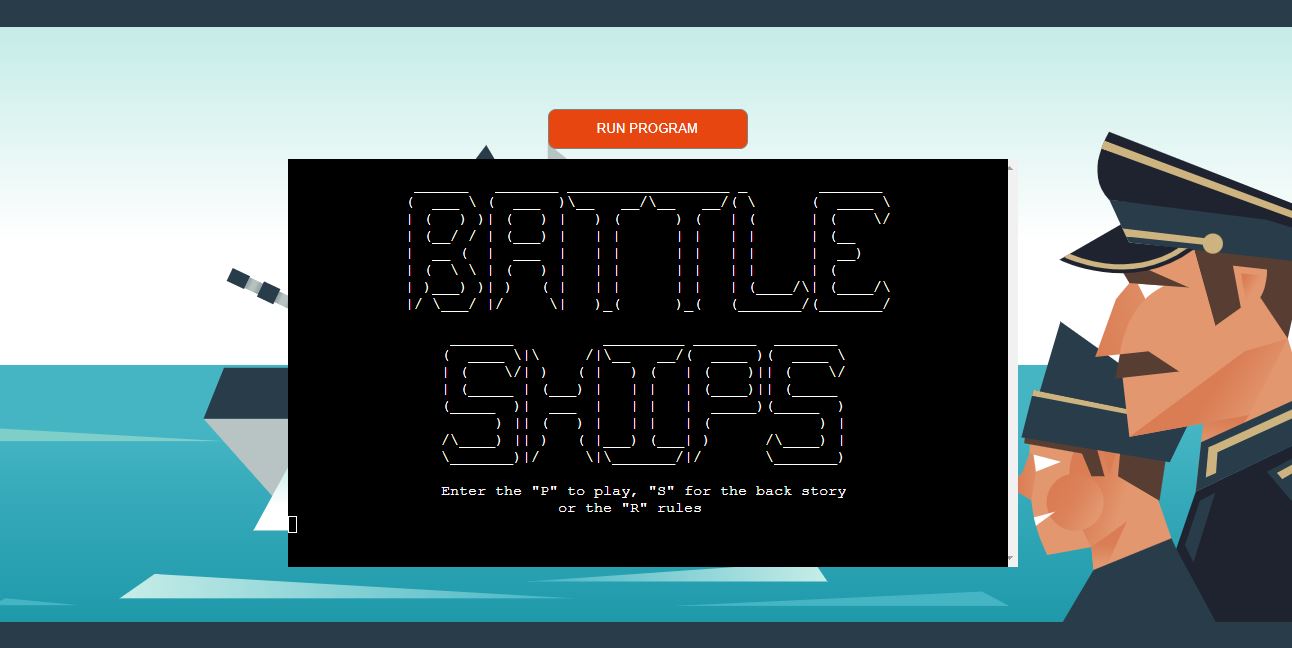 RUN PROGRAM
BATTLE
SHIPS
Enter the "P" to play, "S" for the back story
or the "R" rules